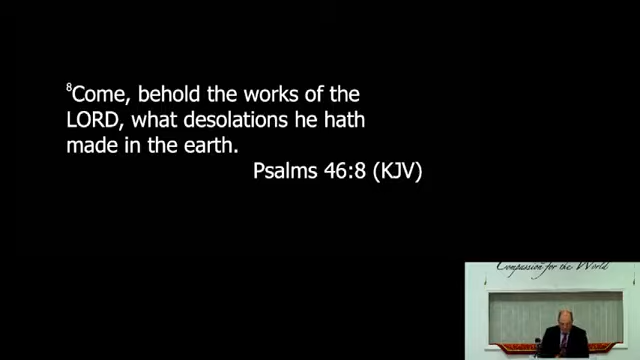 8Come, behold the works of the
LORD, what desolations he hath
made in the earth.
Psalms 46:8 (KJV)
Compassion for the World